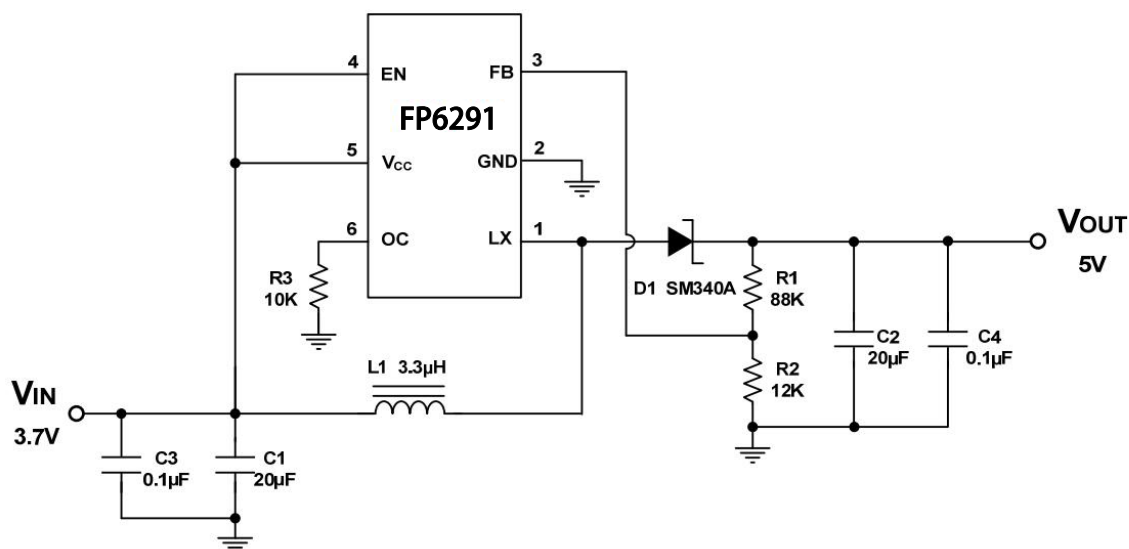 4
EN
FB
3
FP6291
5
VCC
GND
2
6
OC
LX
1
R3
10K
D1 SM340A
R1
88K
R2
12K
C2
20µF
C4
0.1µF
VOUT
5V
L1 3.3µH
VIN
3.7V
C3
0.1µF
C1
20µF